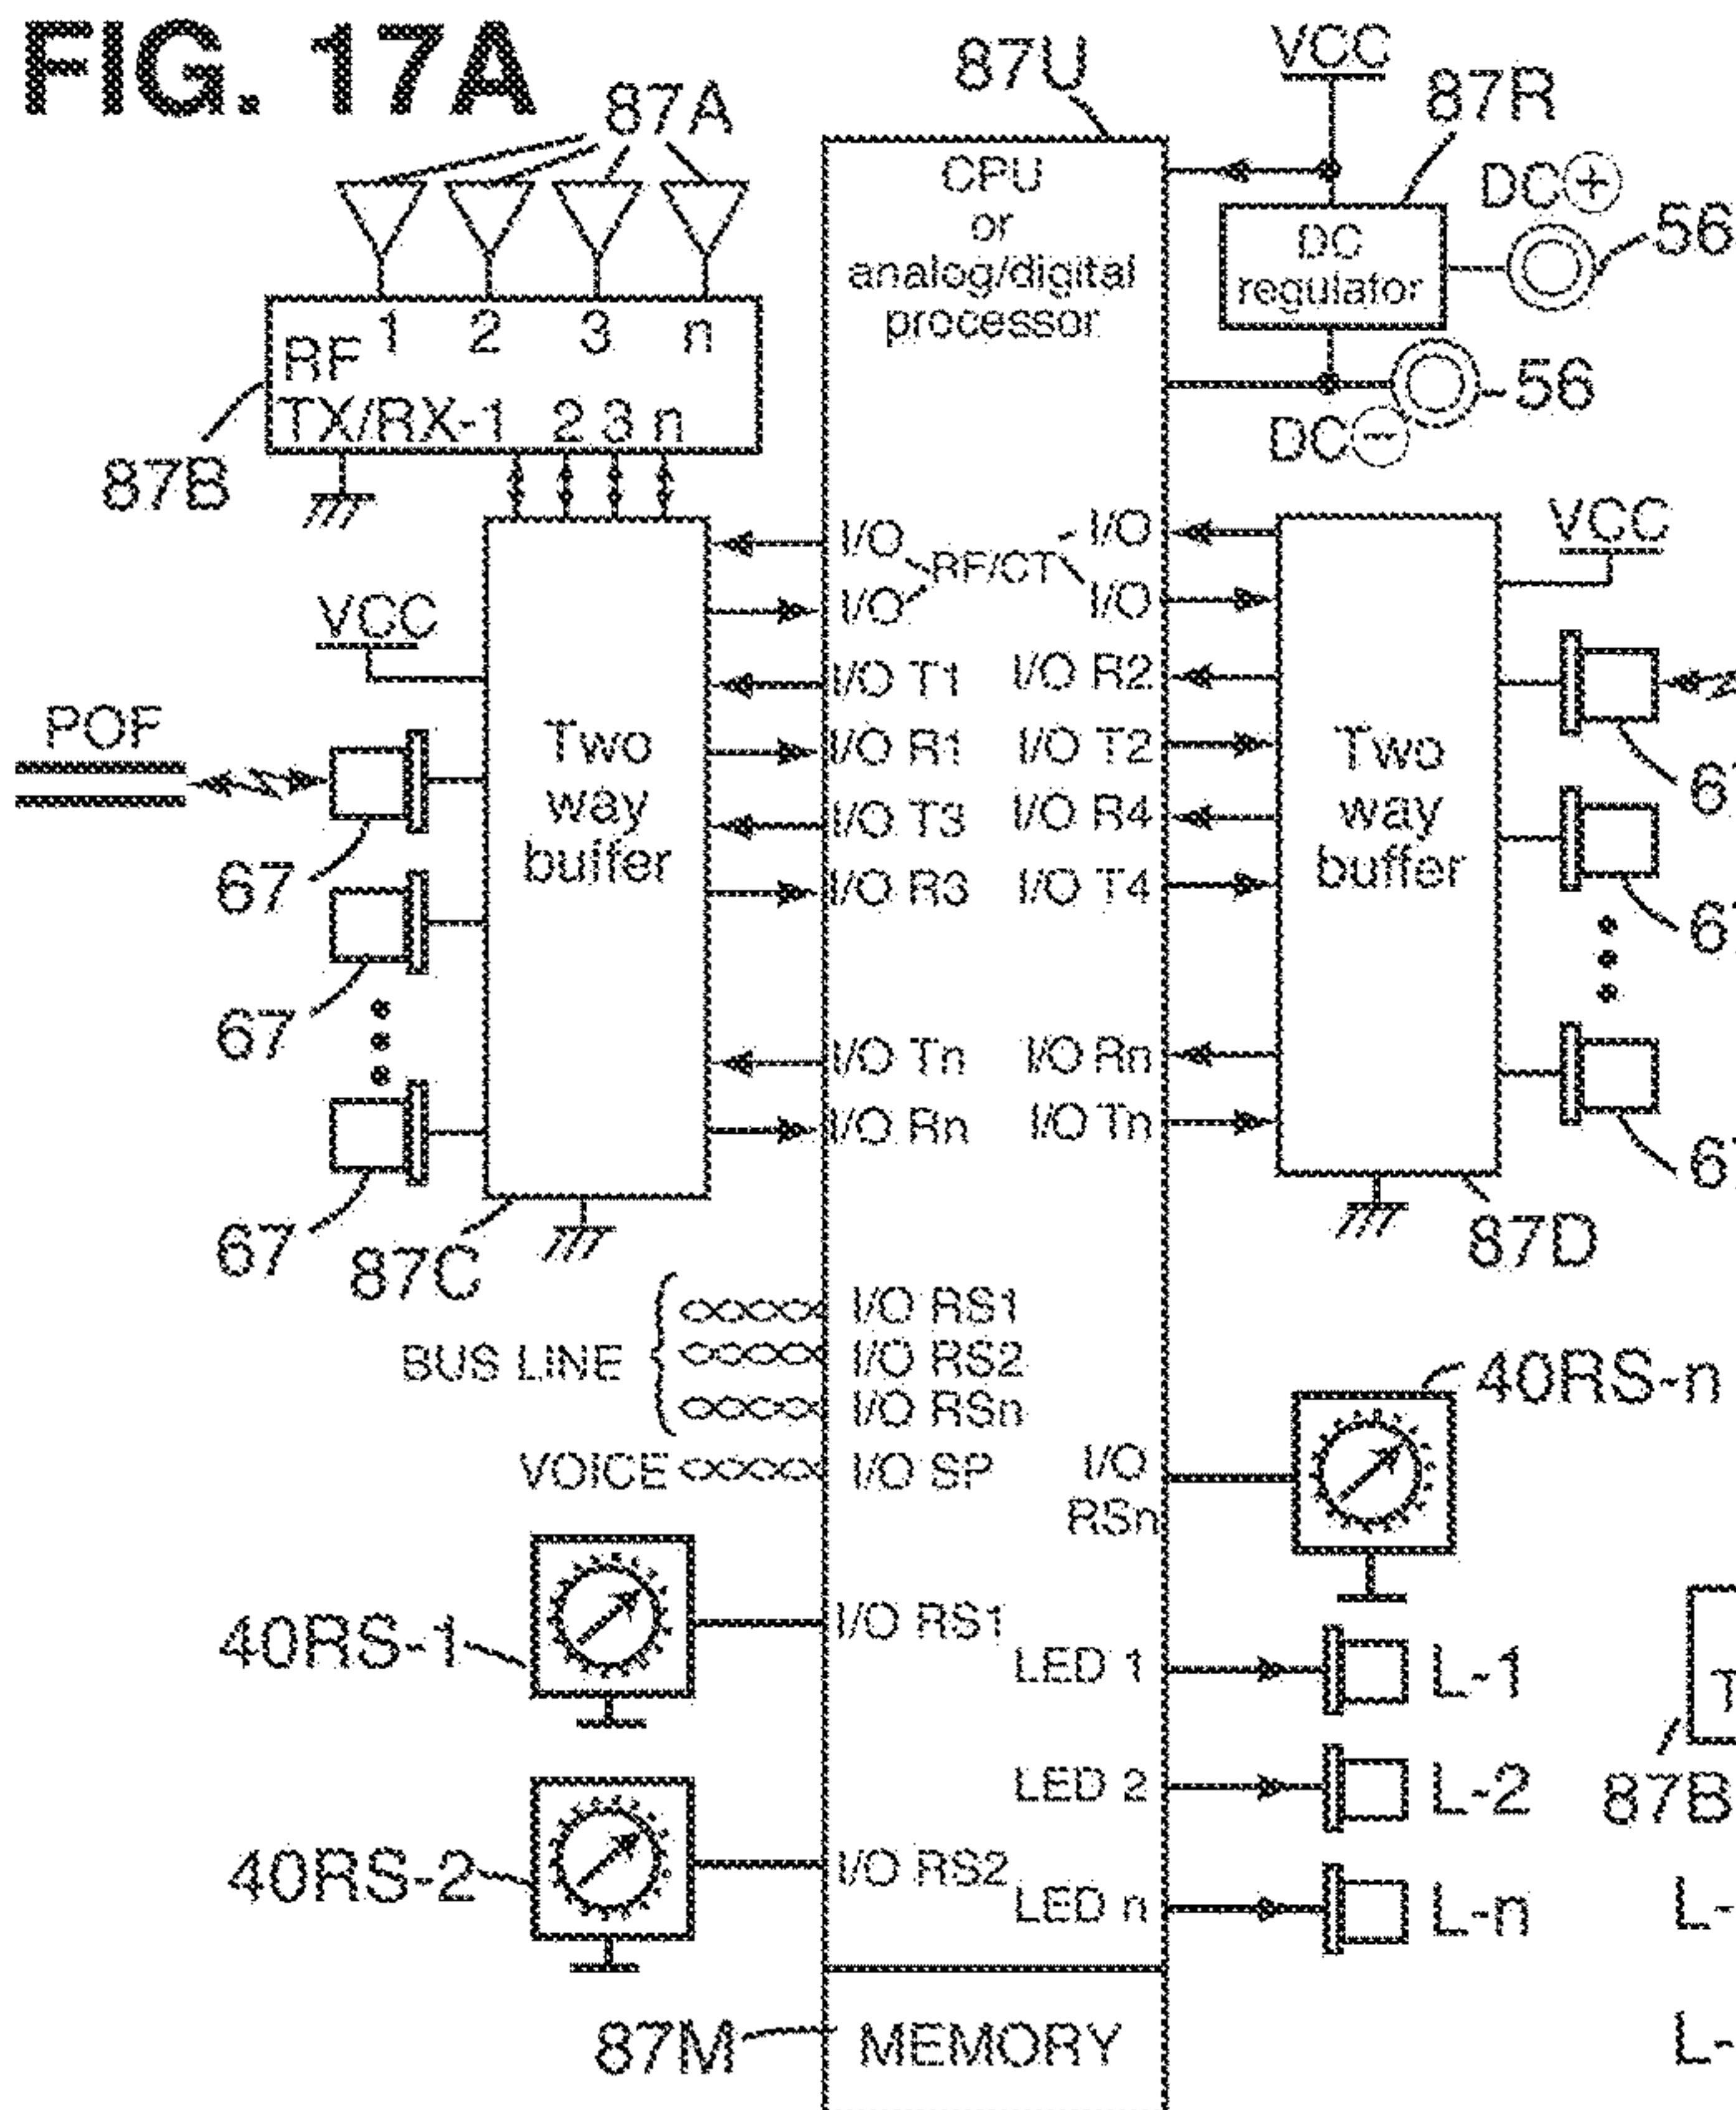 FIG. 17A
87A
87U
VCC
87R
DC +
56
CPU
or
analog/digital
processor
DC
regulator
1 2 3 n
RF
TX/RX-1 2 3 n
87B
56
DC −
VCC
I/O
I/O
RF/CT
I/O
I/O
VCC
POF
Two
way
buffer
I/O T1
I/O R1
I/O T3
I/O R3
I/O Tn
I/O Rn
I/O R2
I/O T2
I/O R4
I/O T4
I/O Rn
I/O Tn
Two
way
buffer
67
67
67
87C
87D
BUS LINE
I/O RS1
I/O RS2
I/O RSn
VOICE
I/O SP
I/O
RSn
40RS-n
40RS-1
I/O RS1
LED 1
L-1
LED 2
L-2
87B
40RS-2
I/O RS2
LED n
L-n
L-
87M
MEMORY
L-